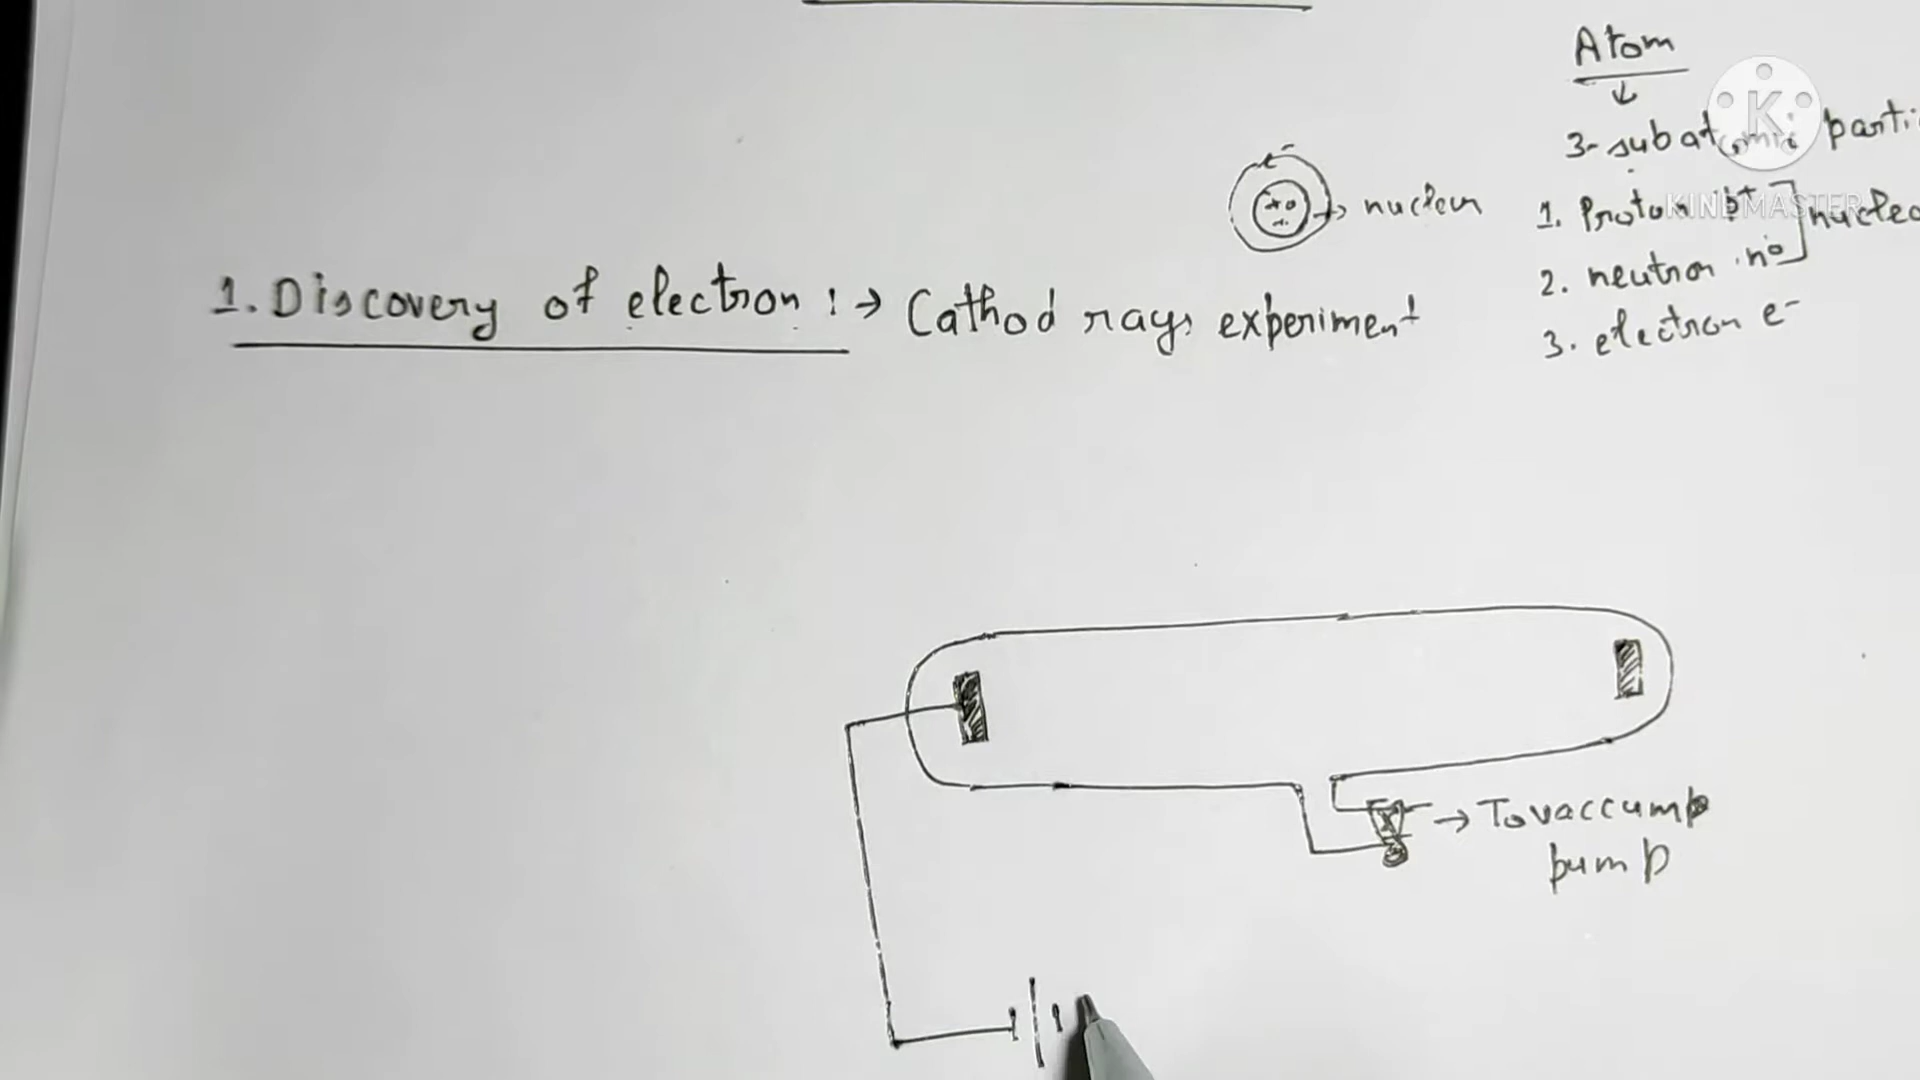 Atom
3- subatomic parti
nucleus
1. Proton p+ ] nucleo
2. neutron n°
3. electron e-
e-
1. Discovery of electron :→ Cathod rays experiment
→ To vaccump
pump
KINEMASTER